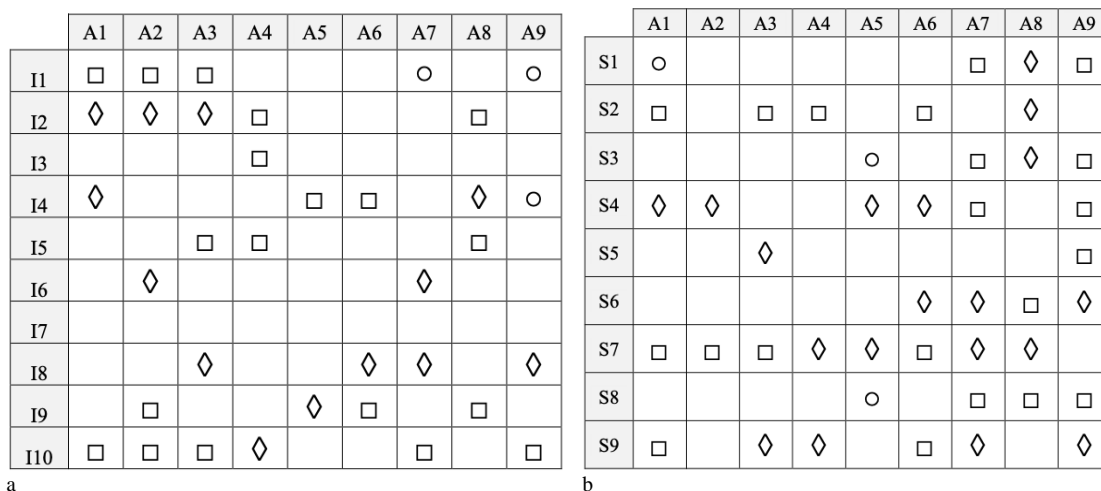 A1 A2 A3 A4 A5 A6 A7 A8 A9
I1
I2
I3
I4
I5
I6
I7
I8
I9
I10
a
A1 A2 A3 A4 A5 A6 A7 A8 A9
S1
S2
S3
S4
S5
S6
S7
S8
S9
b